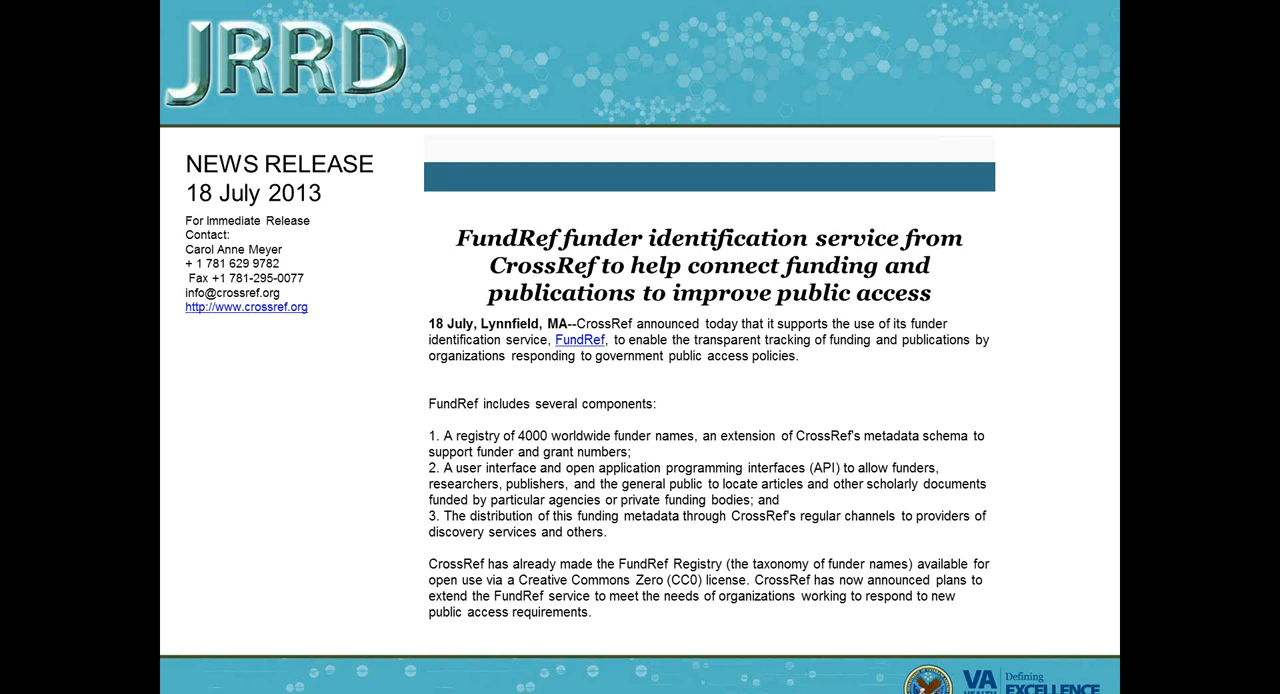 JRRD
NEWS RELEASE
18 July 2013
For Immediate Release
Contact:
Carol Anne Meyer
+ 1 781 629 9782
Fax +1 781-295-0077
info@crossref.org
http://www.crossref.org
FundRef funder identification service from
CrossRef to help connect funding and
publications to improve public access
18 July, Lynnfield, MA--CrossRef announced today that it supports the use of its funder
identification service, FundRef, to enable the transparent tracking of funding and publications by
organizations responding to government public access policies.
FundRef includes several components:
1. A registry of 4000 worldwide funder names, an extension of CrossRef's metadata schema to
support funder and grant numbers;
2. A user interface and open application programming interfaces (API) to allow funders,
researchers, publishers, and the general public to locate articles and other scholarly documents
funded by particular agencies or private funding bodies; and
3. The distribution of this funding metadata through CrossRef's regular channels to providers of
discovery services and others.
CrossRef has already made the FundRef Registry (the taxonomy of funder names) available for
open use via a Creative Commons Zero (CC0) license. CrossRef has now announced plans to
extend the FundRef service to meet the needs of organizations working to respond to new
public access requirements.
VA
HEALTH
Defining
EXCELLENCE